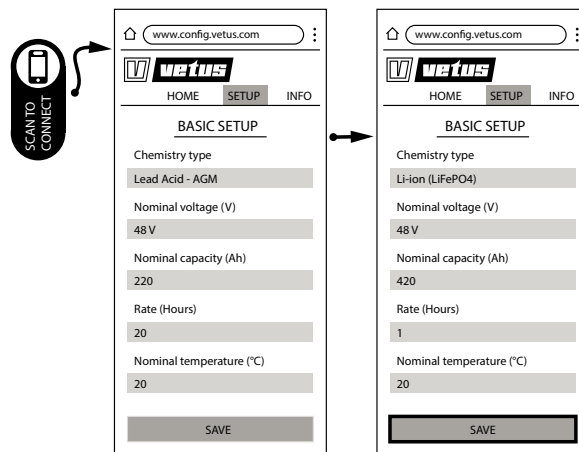 SCAN TO
CONNECT
www.config.vetus.com
V vetus
HOME SETUP INFO
BASIC SETUP
Chemistry type
Lead Acid - AGM
Nominal voltage (V)
48 V
Nominal capacity (Ah)
220
Rate (Hours)
20
Nominal temperature (°C)
20
SAVE
www.config.vetus.com
V vetus
HOME SETUP INFO
BASIC SETUP
Chemistry type
Li-ion (LiFePO4)
Nominal voltage (V)
48 V
Nominal capacity (Ah)
420
Rate (Hours)
1
Nominal temperature (°C)
20
SAVE